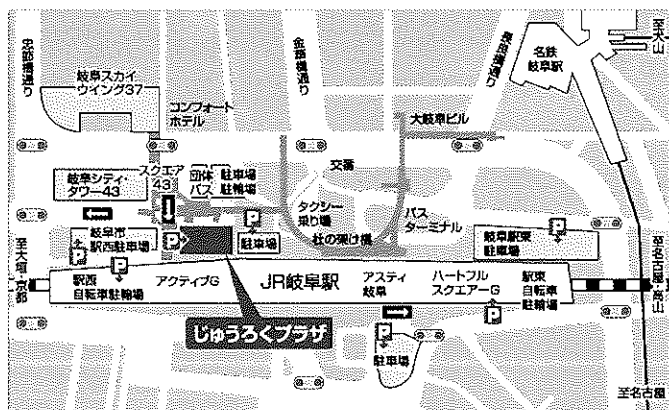 忠節橋通り
岐阜スカイ
ウイング37
コンフォート
ホテル
金華橋通り
長良橋通り
名鉄
岐阜駅
至犬山
大岐阜ビル
岐阜シティ・
タワー43
スクエア
43
団体
バス
駐車場
駐輪場
交番
タクシー
乗り場
バス
ターミナル
杜の架け橋
P
岐阜市
駅西駐車場
P
P
駐車場
岐阜駅東
駐車場
P
至大垣・京都
P
駅西
自転車駐輪場
アクティブG
JR岐阜駅
アスティ
岐阜
ハートフル
スクエアーG
駅東
自転車
駐輪場
P
至名古屋・高山
じゅうろくプラザ
P
駐車場
至名古屋